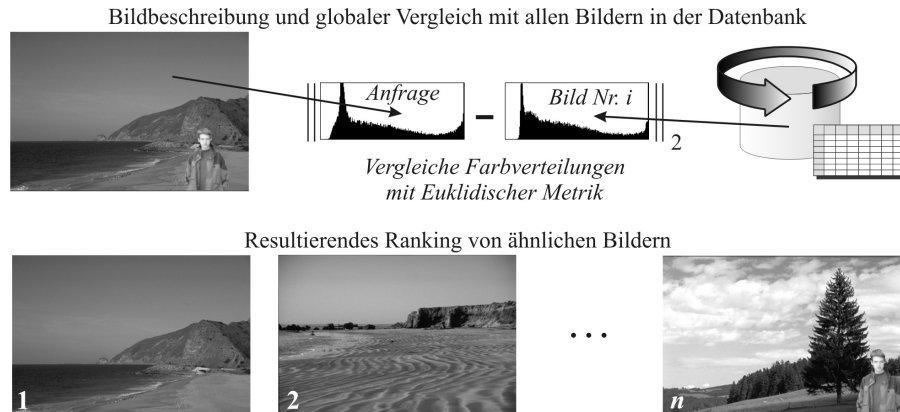 Bildbeschreibung und globaler Vergleich mit allen Bildern in der Datenbank
Anfrage
Bild Nr. i
2
Vergleiche Farbverteilungen
mit Euklidischer Metrik
Resultierendes Ranking von ähnlichen Bildern
1
2
...
n